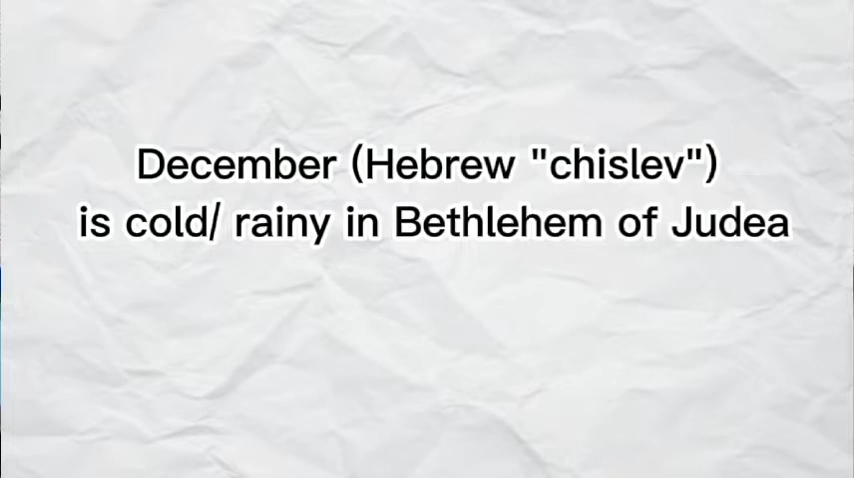 December (Hebrew "chislev")
is cold/ rainy in Bethlehem of Judea